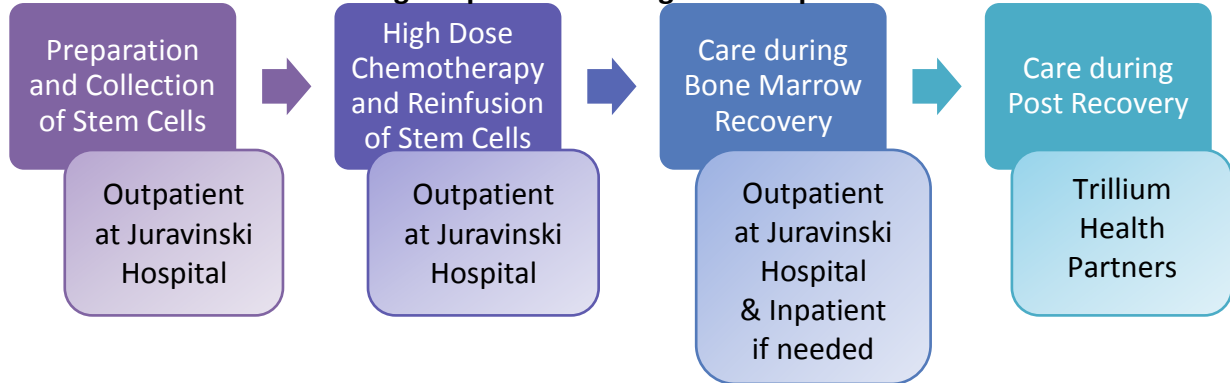 Preparation
and Collection
of Stem Cells
Outpatient
at Juravinski
Hospital
High Dose
Chemotherapy
and Reinfusion
of Stem Cells
Outpatient
at Juravinski
Hospital
Care during
Bone Marrow
Recovery
Outpatient
at Juravinski
Hospital
& Inpatient
if needed
Care during
Post Recovery
Trillium
Health
Partners